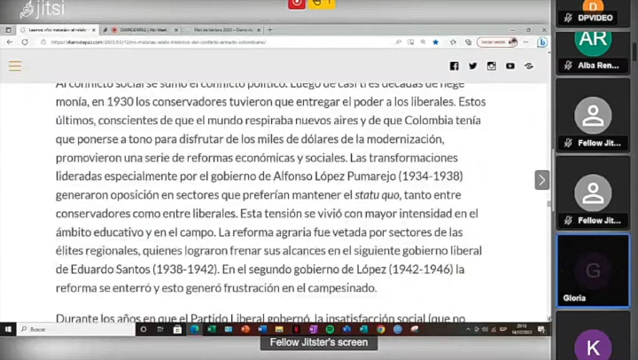 jitsi
Al conflicto social se sumó el conflicto político. Luego de casi tres décadas de hege
monía, en 1930 los conservadores tuvieron que entregar el poder a los liberales. Estos
últimos, conscientes de que el mundo respiraba nuevos aires y de que Colombia tenía
que ponerse a tono para disfrutar de los miles de dólares de la modernización,
promovieron una serie de reformas económicas y sociales. Las transformaciones
lideradas especialmente por el gobierno de Alfonso López Pumarejo (1934-1938)
generaron oposición en sectores que preferían mantener el statu quo, tanto entre
conservadores como entre liberales. Esta tensión se vivió con mayor intensidad en el
ámbito educativo y en el campo. La reforma agraria fue vetada por sectores de las
élites regionales, quienes lograron frenar sus alcances en el siguiente gobierno liberal
de Eduardo Santos (1938-1942). En el segundo gobierno de López (1942-1946) la
reforma se enterró y esto generó frustración en el campesinado.
Durante los años en que el Partido Liberal gobernó, la insatisfacción social (que no
Buscar
Fellow Jitster's screen
D
DPVIDEO
AR
Alba Ren...
Fellow Jit...
Fellow Jit...
G
Gloria
K